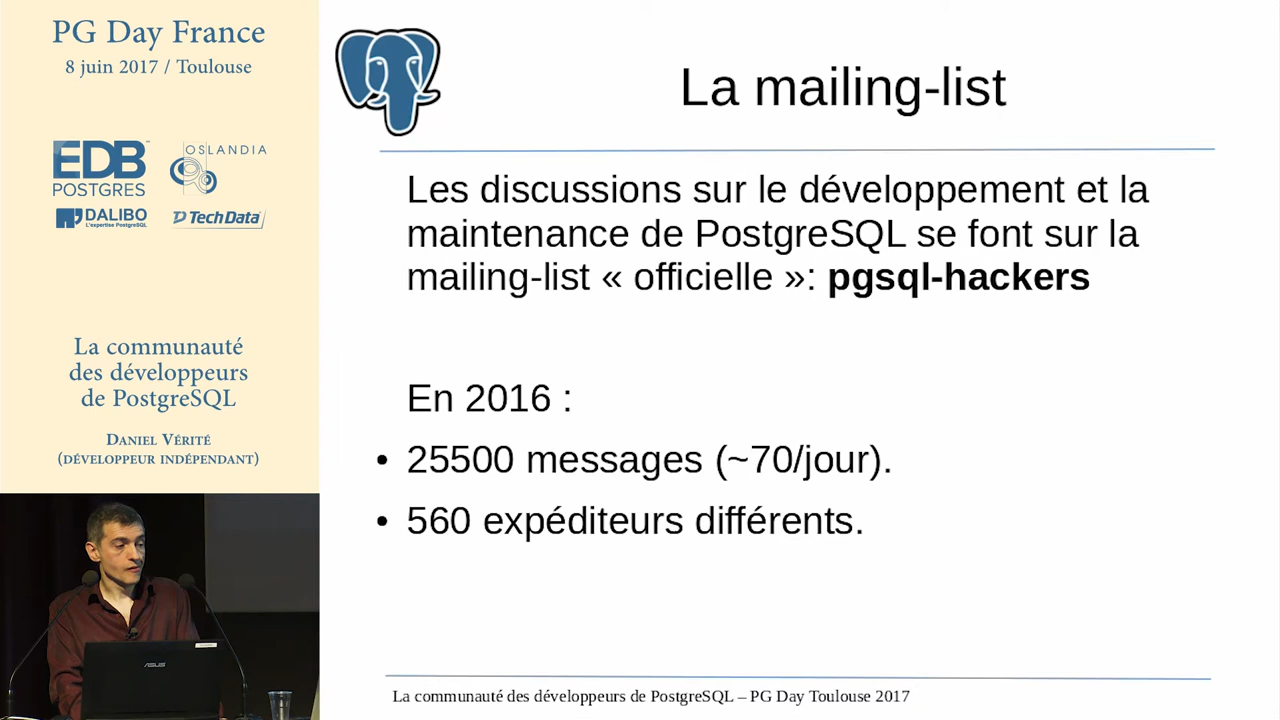 PG Day France
8 juin 2017 / Toulouse
EDB
POSTGRES
OSLANDIA
DALIBO
L'expertise PostgreSQL
TechData
La communauté
des développeurs
de PostgreSQL
Daniel Vérité
(développeur indépendant)
La mailing-list
Les discussions sur le développement et la
maintenance de PostgreSQL se font sur la
mailing-list « officielle »: pgsql-hackers
En 2016 :
• 25500 messages (~70/jour).
• 560 expéditeurs différents.
La communauté des développeurs de PostgreSQL – PG Day Toulouse 2017
ASUS